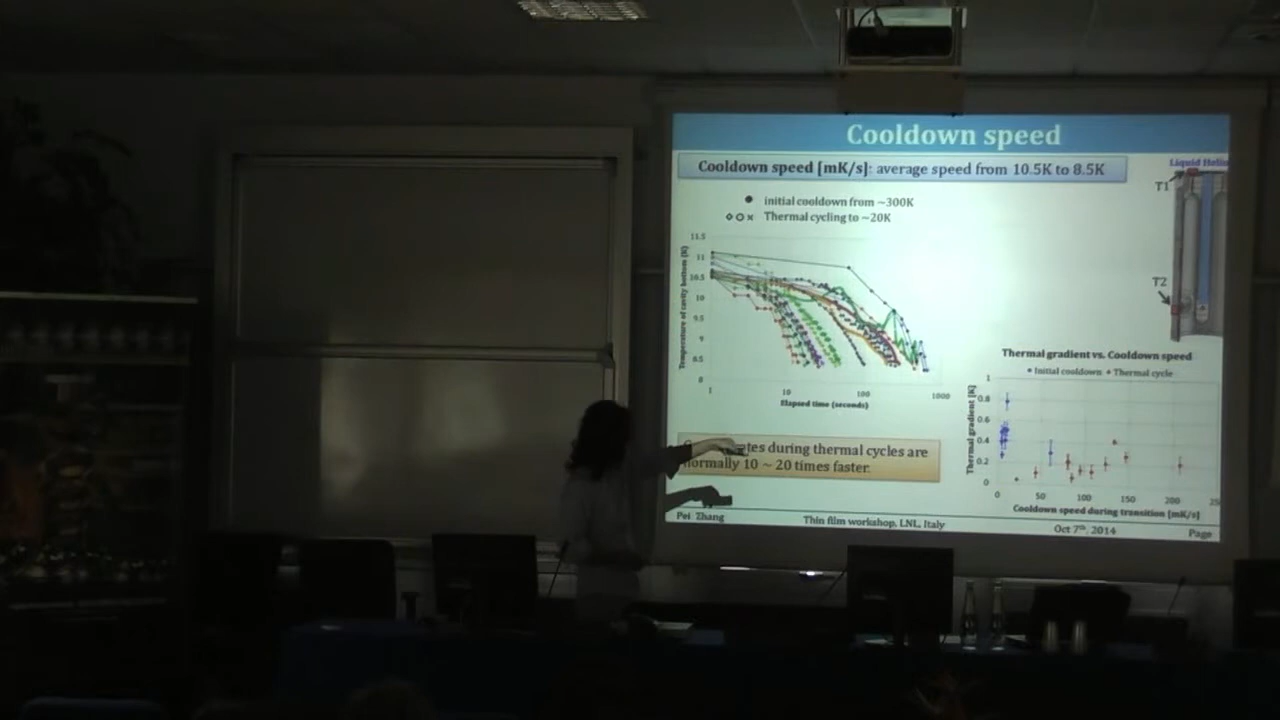 Cooldown speed
Cooldown speed [mK/s]: average speed from 10.5K to 8.5K
Liquid
T1
initial cooldown from ~300K
Thermal cycling to ~20K
11.5
11
10.5
10
9.5
9
8.5
8
1
10
100
1000
Temperature of cavity bottom (K)
Elapsed time (seconds)
T2
Thermal gradient vs. Cooldown speed
Initial cooldown
Thermal cycle
1
0.8
0.6
0.4
0.2
0
0
50
100
150
200
Thermal gradient [K]
Cooldown speed during transition [mK/s]
during thermal cycles are
normally 10 ~ 20 times faster.
Pei Zhang
Thin film workshop, LNL, Italy
Oct 7th, 2014
Page